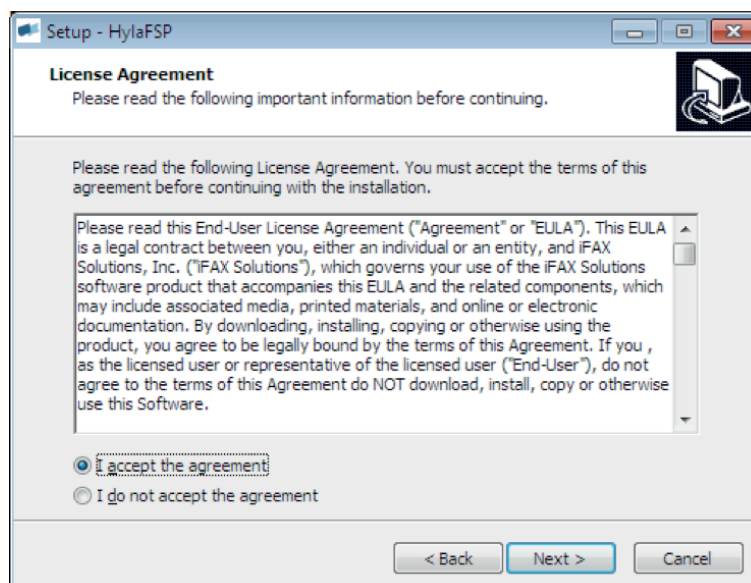 Setup - HylaFSP
License Agreement
Please read the following important information before continuing.
Please read the following License Agreement. You must accept the terms of this
agreement before continuing with the installation.
Please read this End-User License Agreement ("Agreement" or "EULA"). This EULA
is a legal contract between you, either an individual or an entity, and iFAX
Solutions, Inc. ("iFAX Solutions"), which governs your use of the iFAX Solutions
software product that accompanies this EULA and the related components, which
may include associated media, printed materials, and online or electronic
documentation. By downloading, installing, copying or otherwise using the
product, you agree to be legally bound by the terms of this Agreement. If you ,
as the licensed user or representative of the licensed user ("End-User"), do not
agree to the terms of this Agreement do NOT download, install, copy or otherwise
use this Software.
I accept the agreement
I do not accept the agreement
< Back Next > Cancel